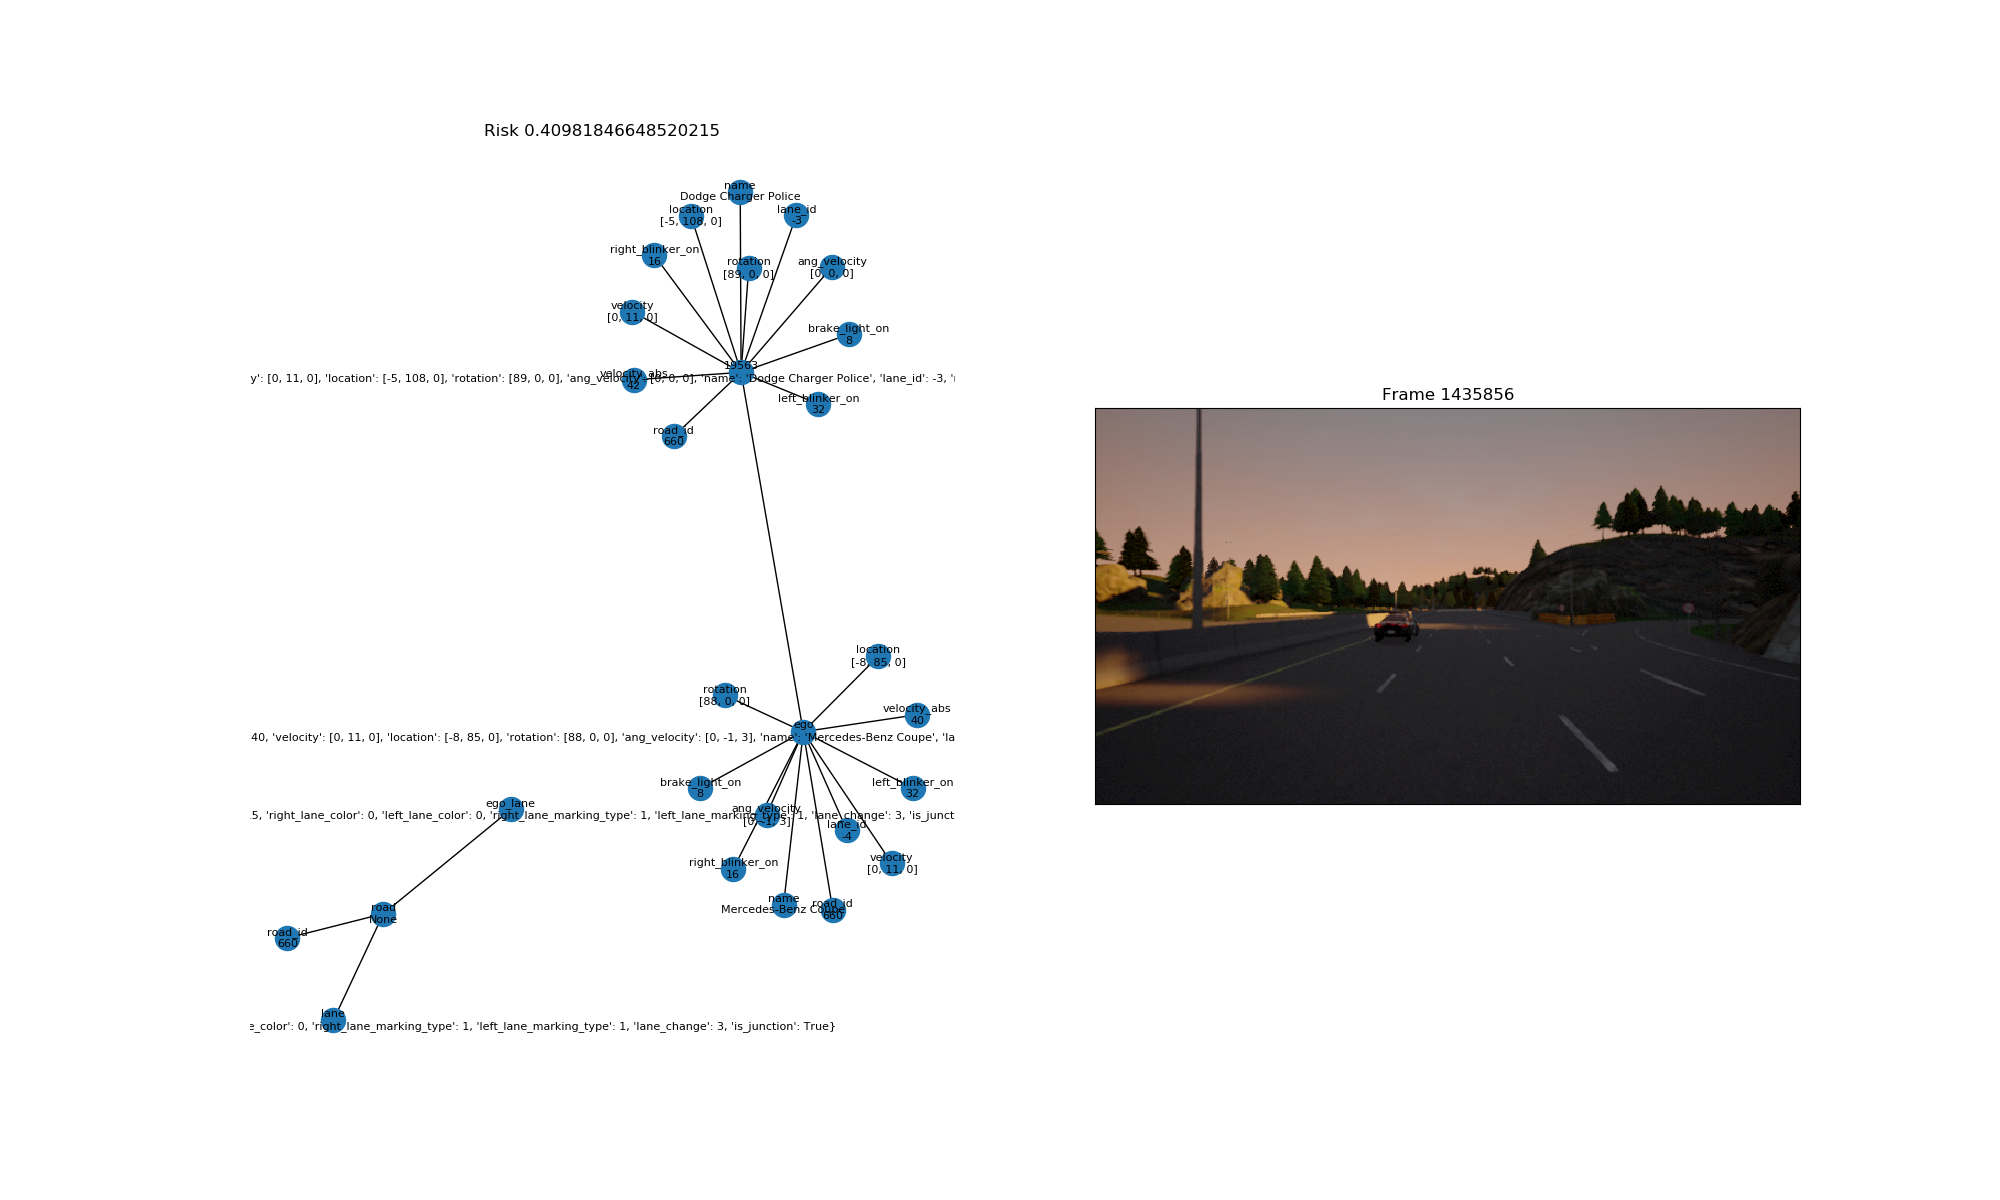 Risk 0.40981846648520215
name
Dodge Charger Police
location
[-5, 108, 0]
lane_id
-3
right_blinker_on
16
rotation
[89, 0, 0]
ang_velocity
[0, 0, 0]
velocity
[0, 11, 0]
brake_light_on
8
19563
y': [0, 11, 0], 'location': [-5, 108, 0], 'rotation': [89, 0, 0], 'ang_velocity': [0, 0, 0], 'name': 'Dodge Charger Police', 'lane_id': -3, '
velocity_abs
42
left_blinker_on
32
road_id
660
Frame 1435856
location
[-8, 85, 0]
rotation
[88, 0, 0]
velocity_abs
40
ego
40, 'velocity': [0, 11, 0], 'location': [-8, 85, 0], 'rotation': [88, 0, 0], 'ang_velocity': [0, -1, 3], 'name': 'Mercedes-Benz Coupe', 'la
brake_light_on
8
left_blinker_on
32
ego_lane
.5, 'right_lane_color': 0, 'left_lane_color': 0, 'right_lane_marking_type': 1, 'left_lane_marking_type': 1, 'lane_change': 3, 'is_junct
ang_velocity
[0, -1, 3]
lane_id
-4
right_blinker_on
16
velocity
[0, 11, 0]
name
Mercedes-Benz Coupe
road_id
660
road
None
road_id
660
lane
e_color': 0, 'right_lane_marking_type': 1, 'left_lane_marking_type': 1, 'lane_change': 3, 'is_junction': True}